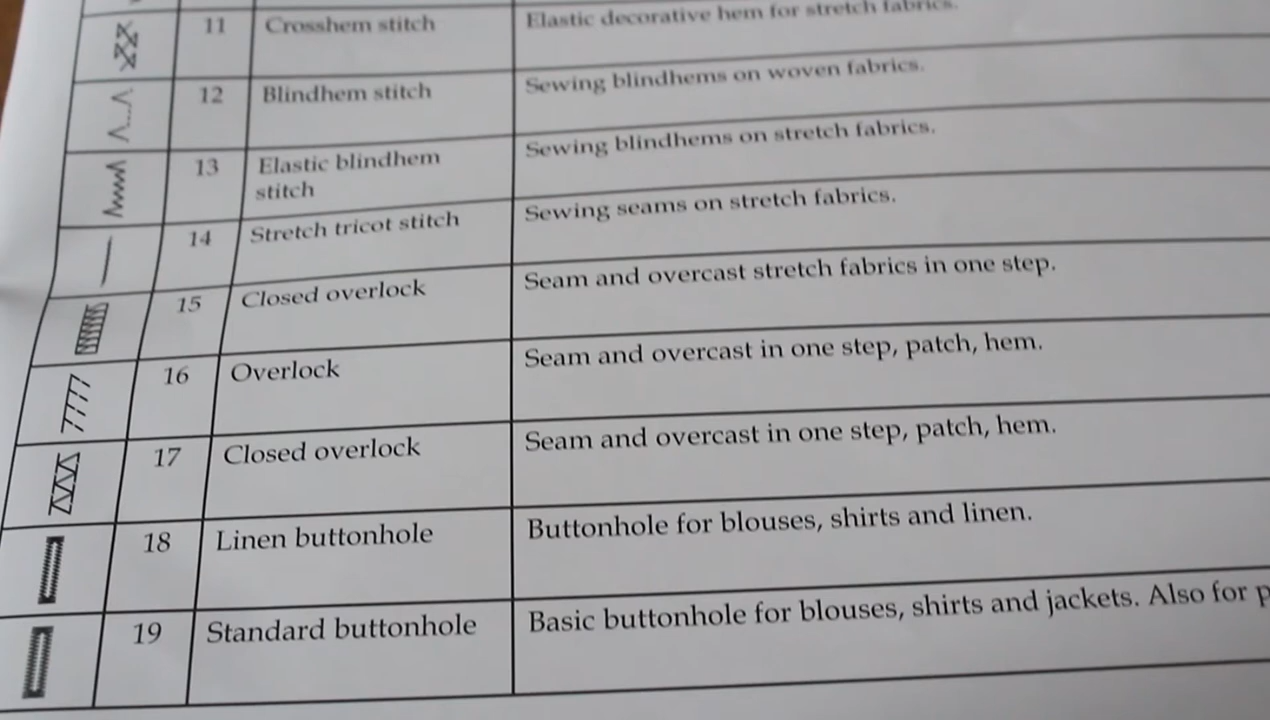 11 Crosshem stitch Elastic decorative hem for stretch fabrics.
12 Blindhem stitch Sewing blindhems on woven fabrics.
13 Elastic blindhem Sewing blindhems on stretch fabrics.
stitch
14 Stretch tricot stitch Sewing seams on stretch fabrics.
15 Closed overlock Seam and overcast stretch fabrics in one step.
16 Overlock Seam and overcast in one step, patch, hem.
17 Closed overlock Seam and overcast in one step, patch, hem.
18 Linen buttonhole Buttonhole for blouses, shirts and linen.
19 Standard buttonhole Basic buttonhole for blouses, shirts and jackets. Also for